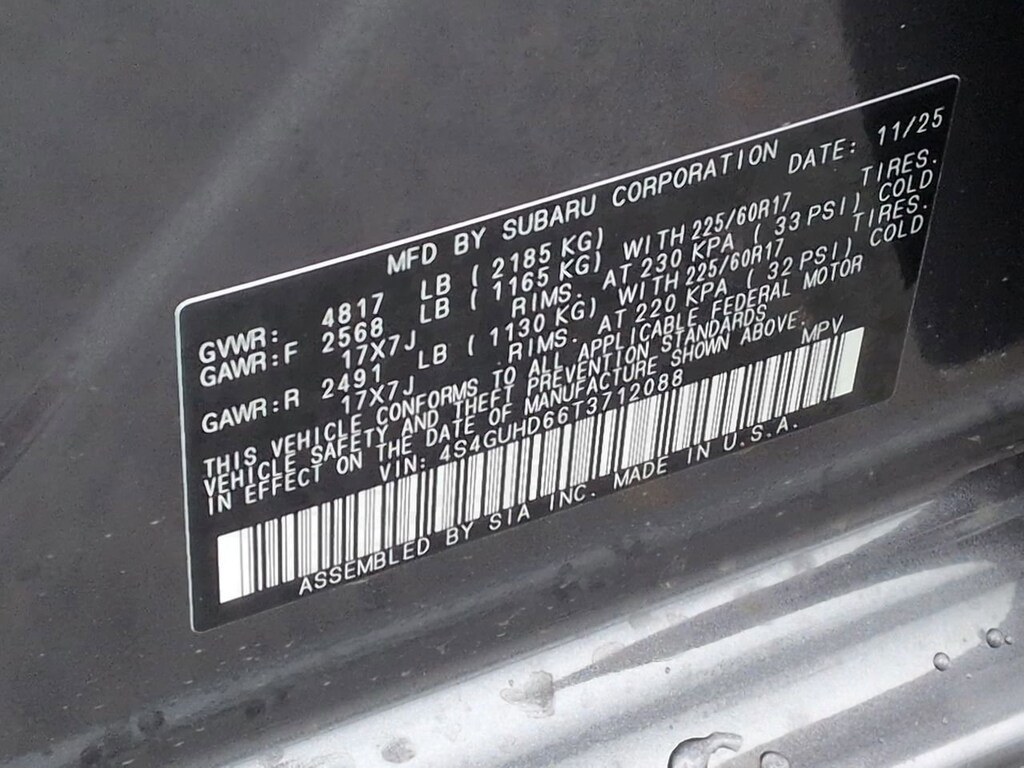 MFD BY SUBARU CORPORATION DATE: 11/25
GVWR: 4817 LB ( 2185 KG)
GAWR:F 2568 LB ( 1165 KG) WITH 225/60R17 TIRES.
17X7J RIMS. AT 230 KPA ( 33 PSI) COLD
GAWR:R 2491 LB ( 1130 KG) WITH 225/60R17 TIRES.
17X7J RIMS. AT 220 KPA ( 32 PSI) COLD
THIS VEHICLE CONFORMS TO ALL APPLICABLE FEDERAL MOTOR
VEHICLE SAFETY AND THEFT PREVENTION STANDARDS
IN EFFECT ON THE DATE OF MANUFACTURE SHOWN ABOVE.
VIN: 4S4GUHD66T3712088 MPV
ASSEMBLED BY SIA INC. MADE IN U.S.A.